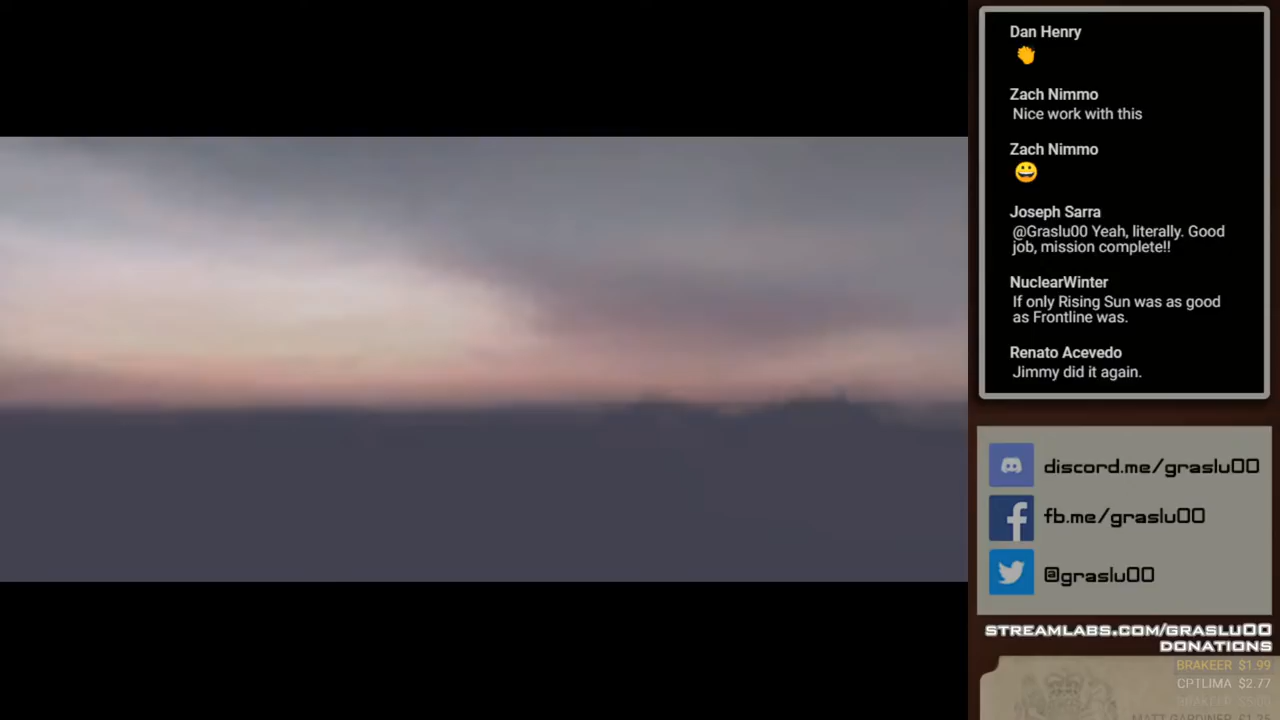 Dan Henry
👏
Zach Nimmo
Nice work with this
Zach Nimmo
😀
Joseph Sarra
@Graslu00 Yeah, literally. Good
job, mission complete!!
NuclearWinter
If only Rising Sun was as good
as Frontline was.
Renato Acevedo
Jimmy did it again.
discord.me/graslu00
fb.me/graslu00
@graslu00
STREAMLABS.COM/GRASLU00
DONATIONS
BRAKEER $1.99
CPTLIMA $2.77